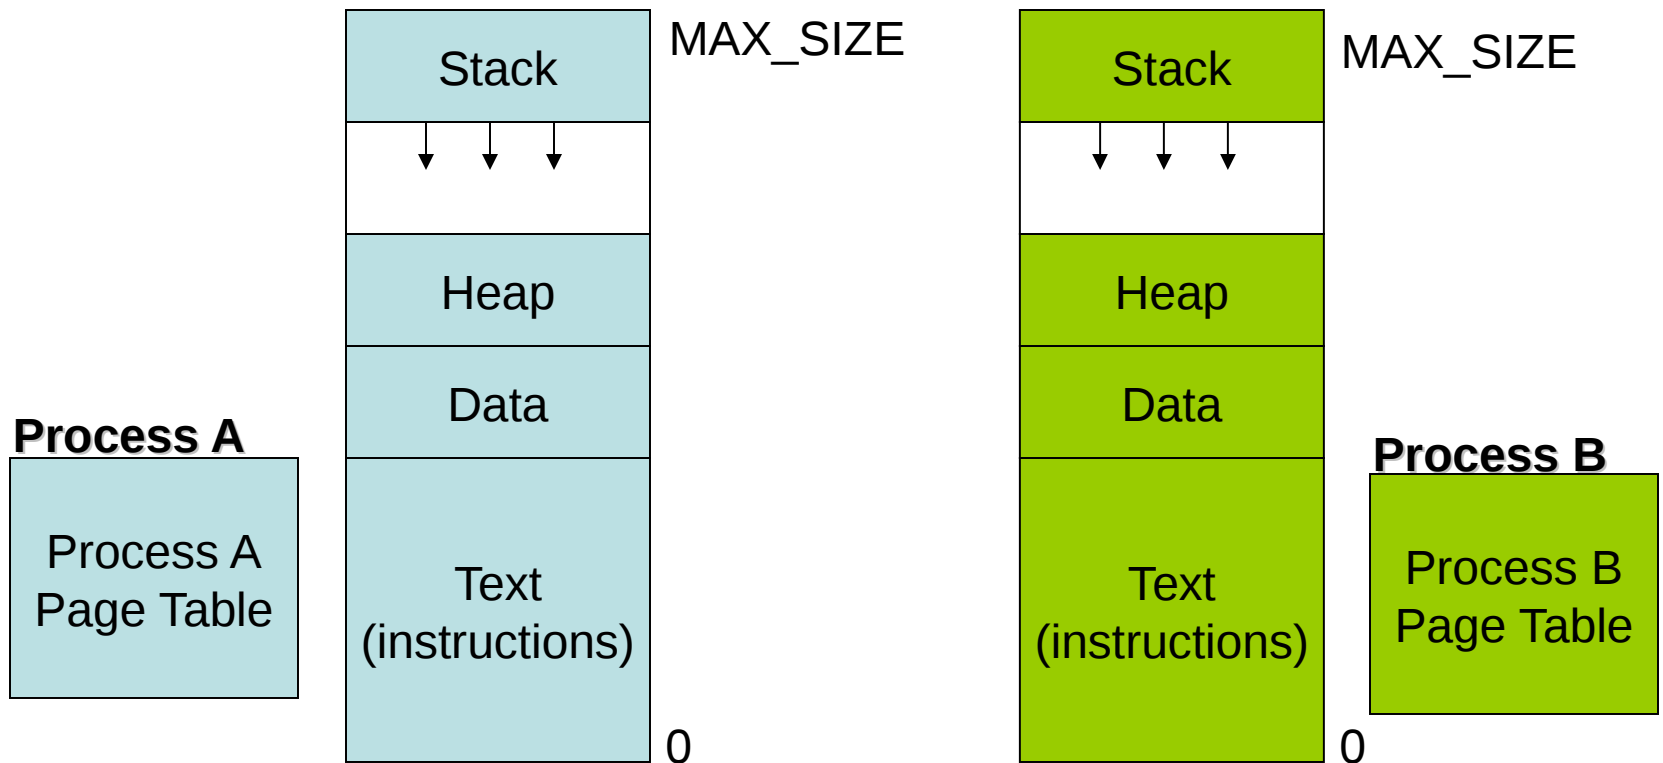 Stack
MAX_SIZE
Heap
Data
Text
(instructions)
0
Process A
Process A
Page Table
Stack
MAX_SIZE
Heap
Data
Text
(instructions)
0
Process B
Process B
Page Table